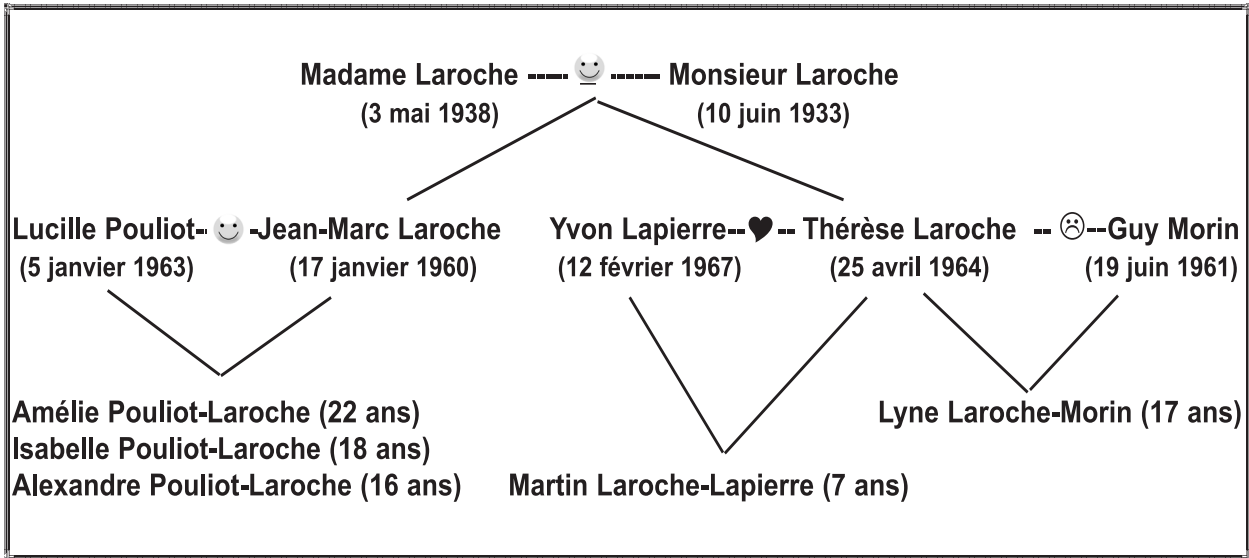 Madame Laroche ----- ----- Monsieur Laroche
(3 mai 1938) (10 juin 1933)
Lucille Pouliot- -Jean-Marc Laroche Yvon Lapierre-- -- Thérèse Laroche -- --Guy Morin
(5 janvier 1963) (17 janvier 1960) (12 février 1967) (25 avril 1964) (19 juin 1961)
Amélie Pouliot-Laroche (22 ans) Lyne Laroche-Morin (17 ans)
Isabelle Pouliot-Laroche (18 ans)
Alexandre Pouliot-Laroche (16 ans) Martin Laroche-Lapierre (7 ans)